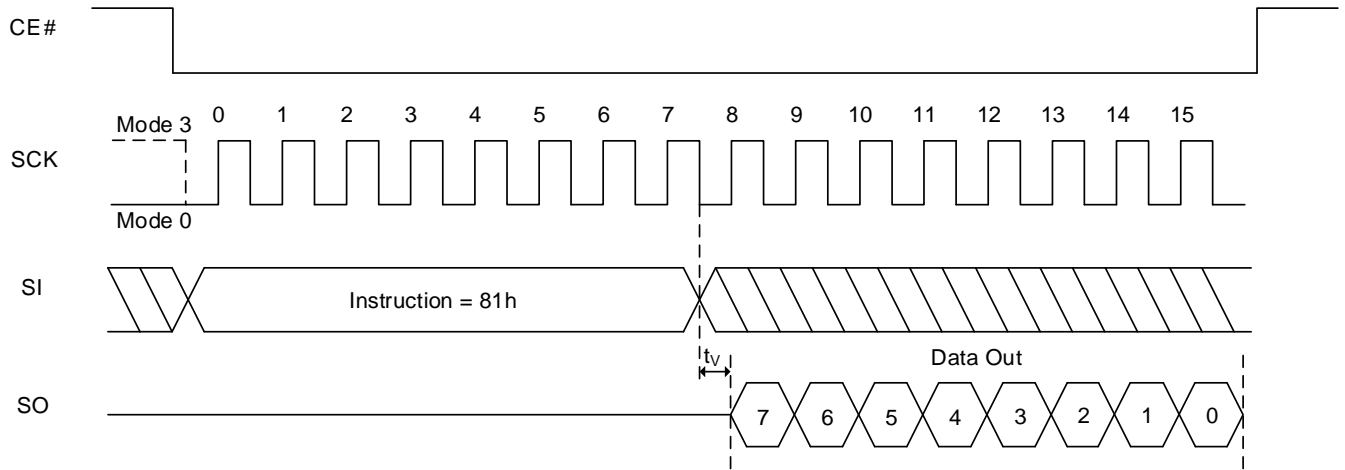 CE#
0 1 2 3 4 5 6 7 8 9 10 11 12 13 14 15
Mode 3
SCK
Mode 0
SI
Instruction = 81h
tV
Data Out
SO
7 6 5 4 3 2 1 0